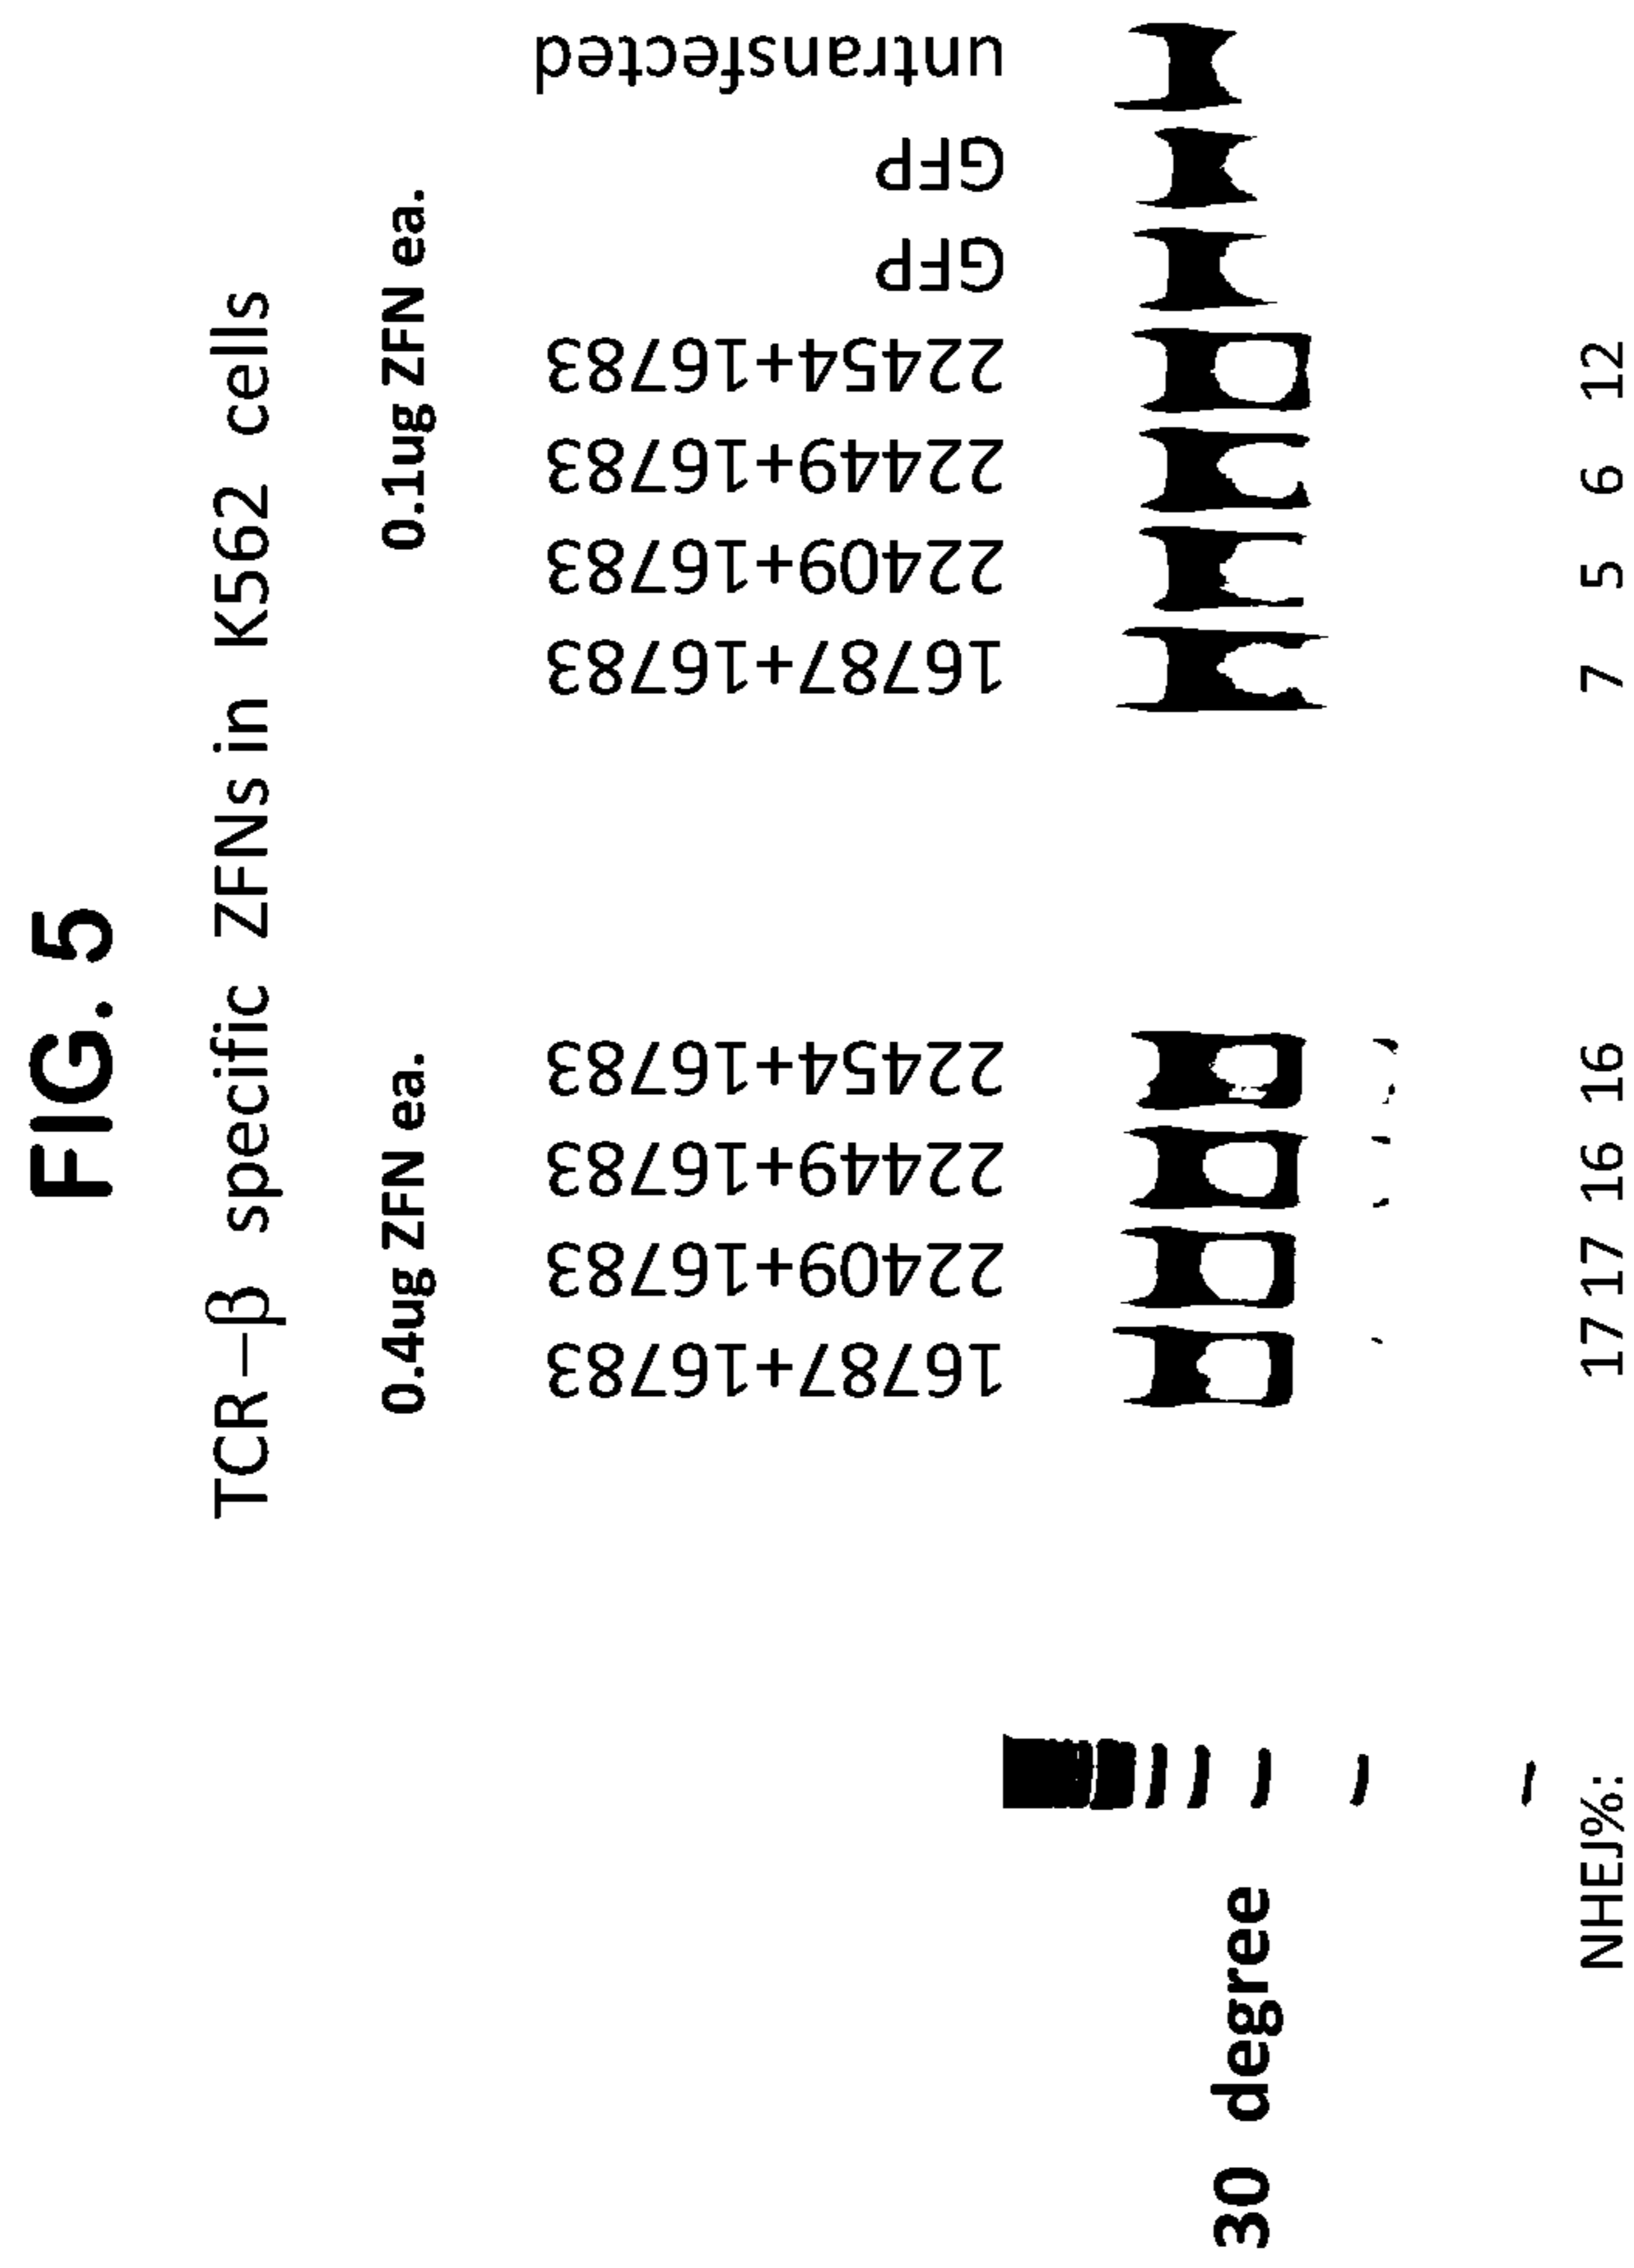 FIG. 5
TCR–β specific ZFNs in K562 cells
0.4ug ZFN ea.
0.1ug ZFN ea.
16787+16783
22409+16783
22449+16783
22454+16783
16787+16783
22409+16783
22449+16783
22454+16783
GFP
GFP
untransfected
30 degree
NHEJ%: 17 17 16 16 7 5 6 12